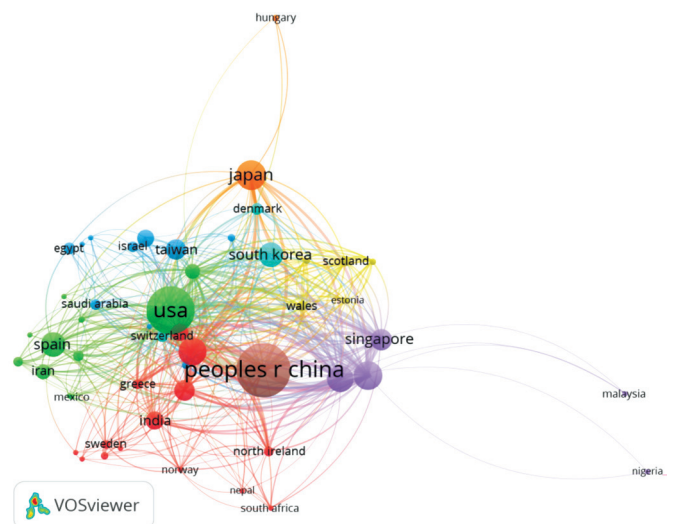 hungary
japan
denmark
egypt
israel
taiwan
south korea
scotland
saudi arabia
usa
wales
estonia
switzerland
spain
singapore
iran
peoples r china
greece
mexico
malaysia
india
sweden
north ireland
norway
nigeria
nepal
south africa
VOSviewer